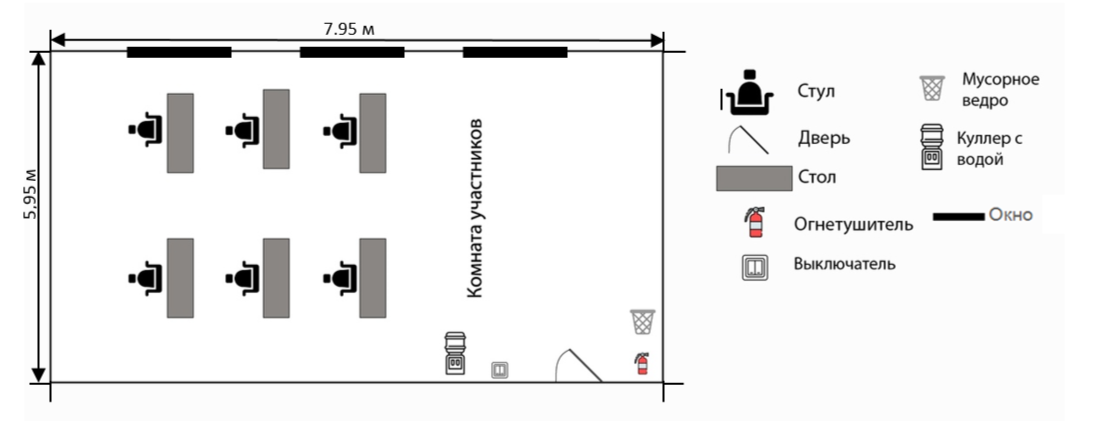 7.95 м
5,95 м
Комната участников
Стул
Дверь
Стол
Огнетушитель
Выключатель
Мусорное
ведро
Куллер с
водой
Окно